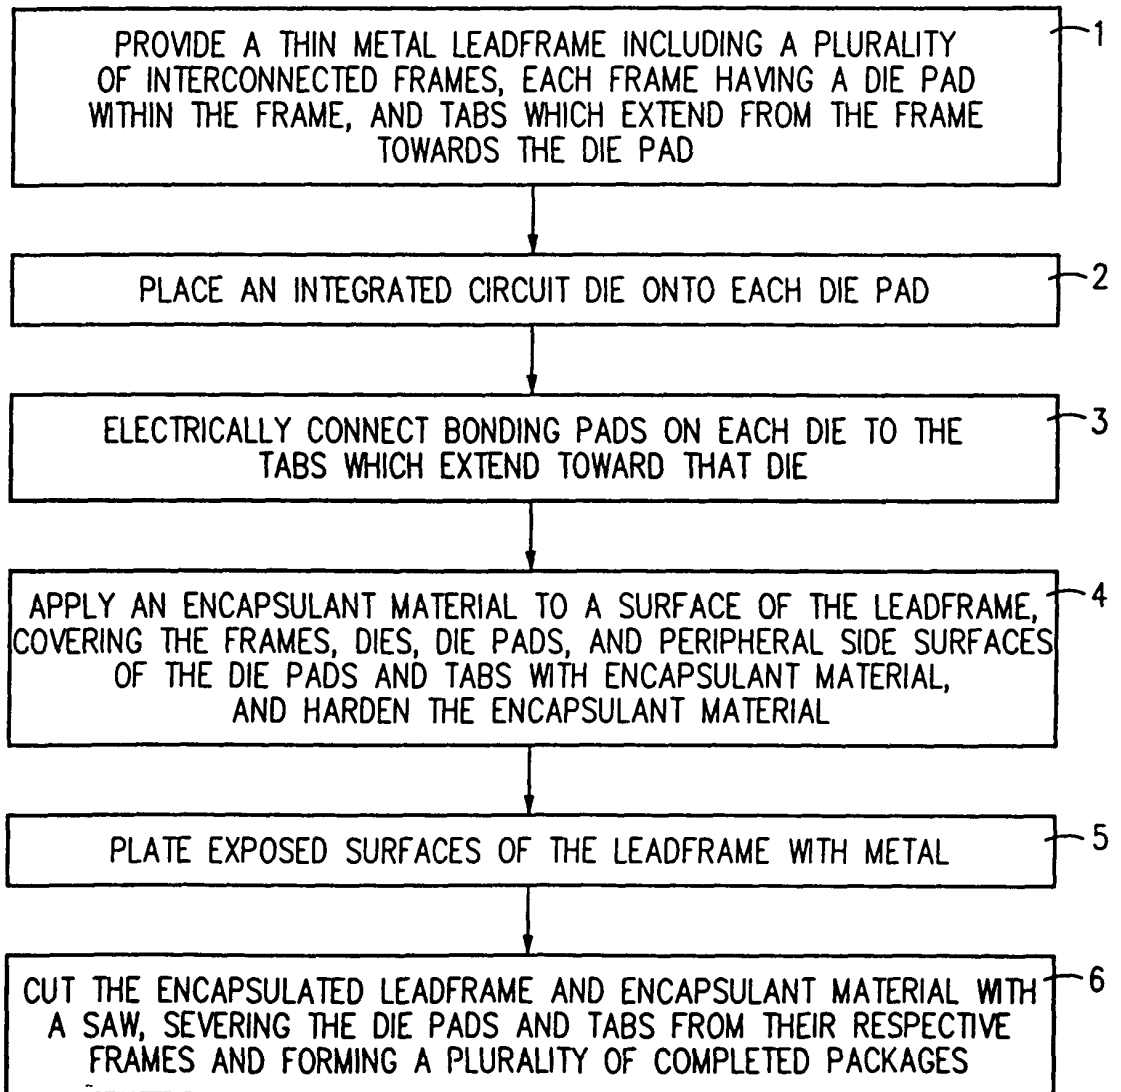 PROVIDE A THIN METAL LEADFRAME INCLUDING A PLURALITY
OF INTERCONNECTED FRAMES, EACH FRAME HAVING A DIE PAD
WITHIN THE FRAME, AND TABS WHICH EXTEND FROM THE FRAME
TOWARDS THE DIE PAD
1
PLACE AN INTEGRATED CIRCUIT DIE ONTO EACH DIE PAD
2
ELECTRICALLY CONNECT BONDING PADS ON EACH DIE TO THE
TABS WHICH EXTEND TOWARD THAT DIE
3
APPLY AN ENCAPSULANT MATERIAL TO A SURFACE OF THE LEADFRAME,
COVERING THE FRAMES, DIES, DIE PADS, AND PERIPHERAL SIDE SURFACES
OF THE DIE PADS AND TABS WITH ENCAPSULANT MATERIAL,
AND HARDEN THE ENCAPSULANT MATERIAL
4
PLATE EXPOSED SURFACES OF THE LEADFRAME WITH METAL
5
CUT THE ENCAPSULATED LEADFRAME AND ENCAPSULANT MATERIAL WITH
A SAW, SEVERING THE DIE PADS AND TABS FROM THEIR RESPECTIVE
FRAMES AND FORMING A PLURALITY OF COMPLETED PACKAGES
6